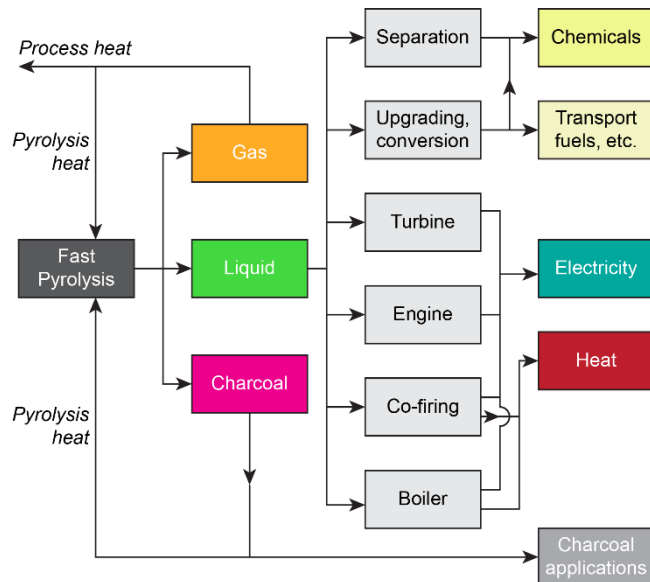 Process heat
Pyrolysis
heat
Fast
Pyrolysis
Pyrolysis
heat
Gas
Liquid
Charcoal
Separation
Upgrading,
conversion
Turbine
Engine
Co-firing
Boiler
Chemicals
Transport
fuels, etc.
Electricity
Heat
Charcoal
applications